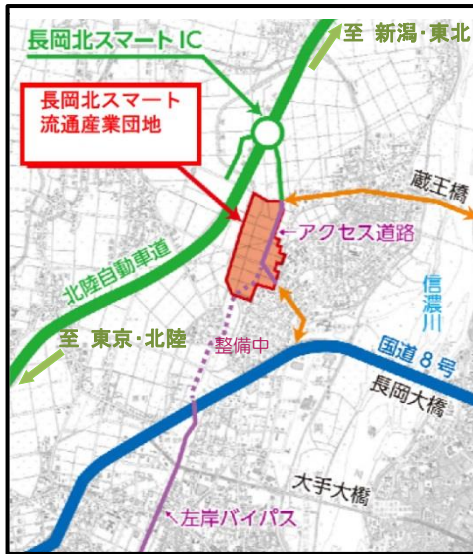 至 新潟・東北
長岡北スマートIC
長岡北スマート
流通産業団地
蔵王橋
←アクセス道路
北陸自動車道
信濃川
至 東京・北陸
整備中
国道8号
長岡大橋
大手大橋
←左岸バイパス